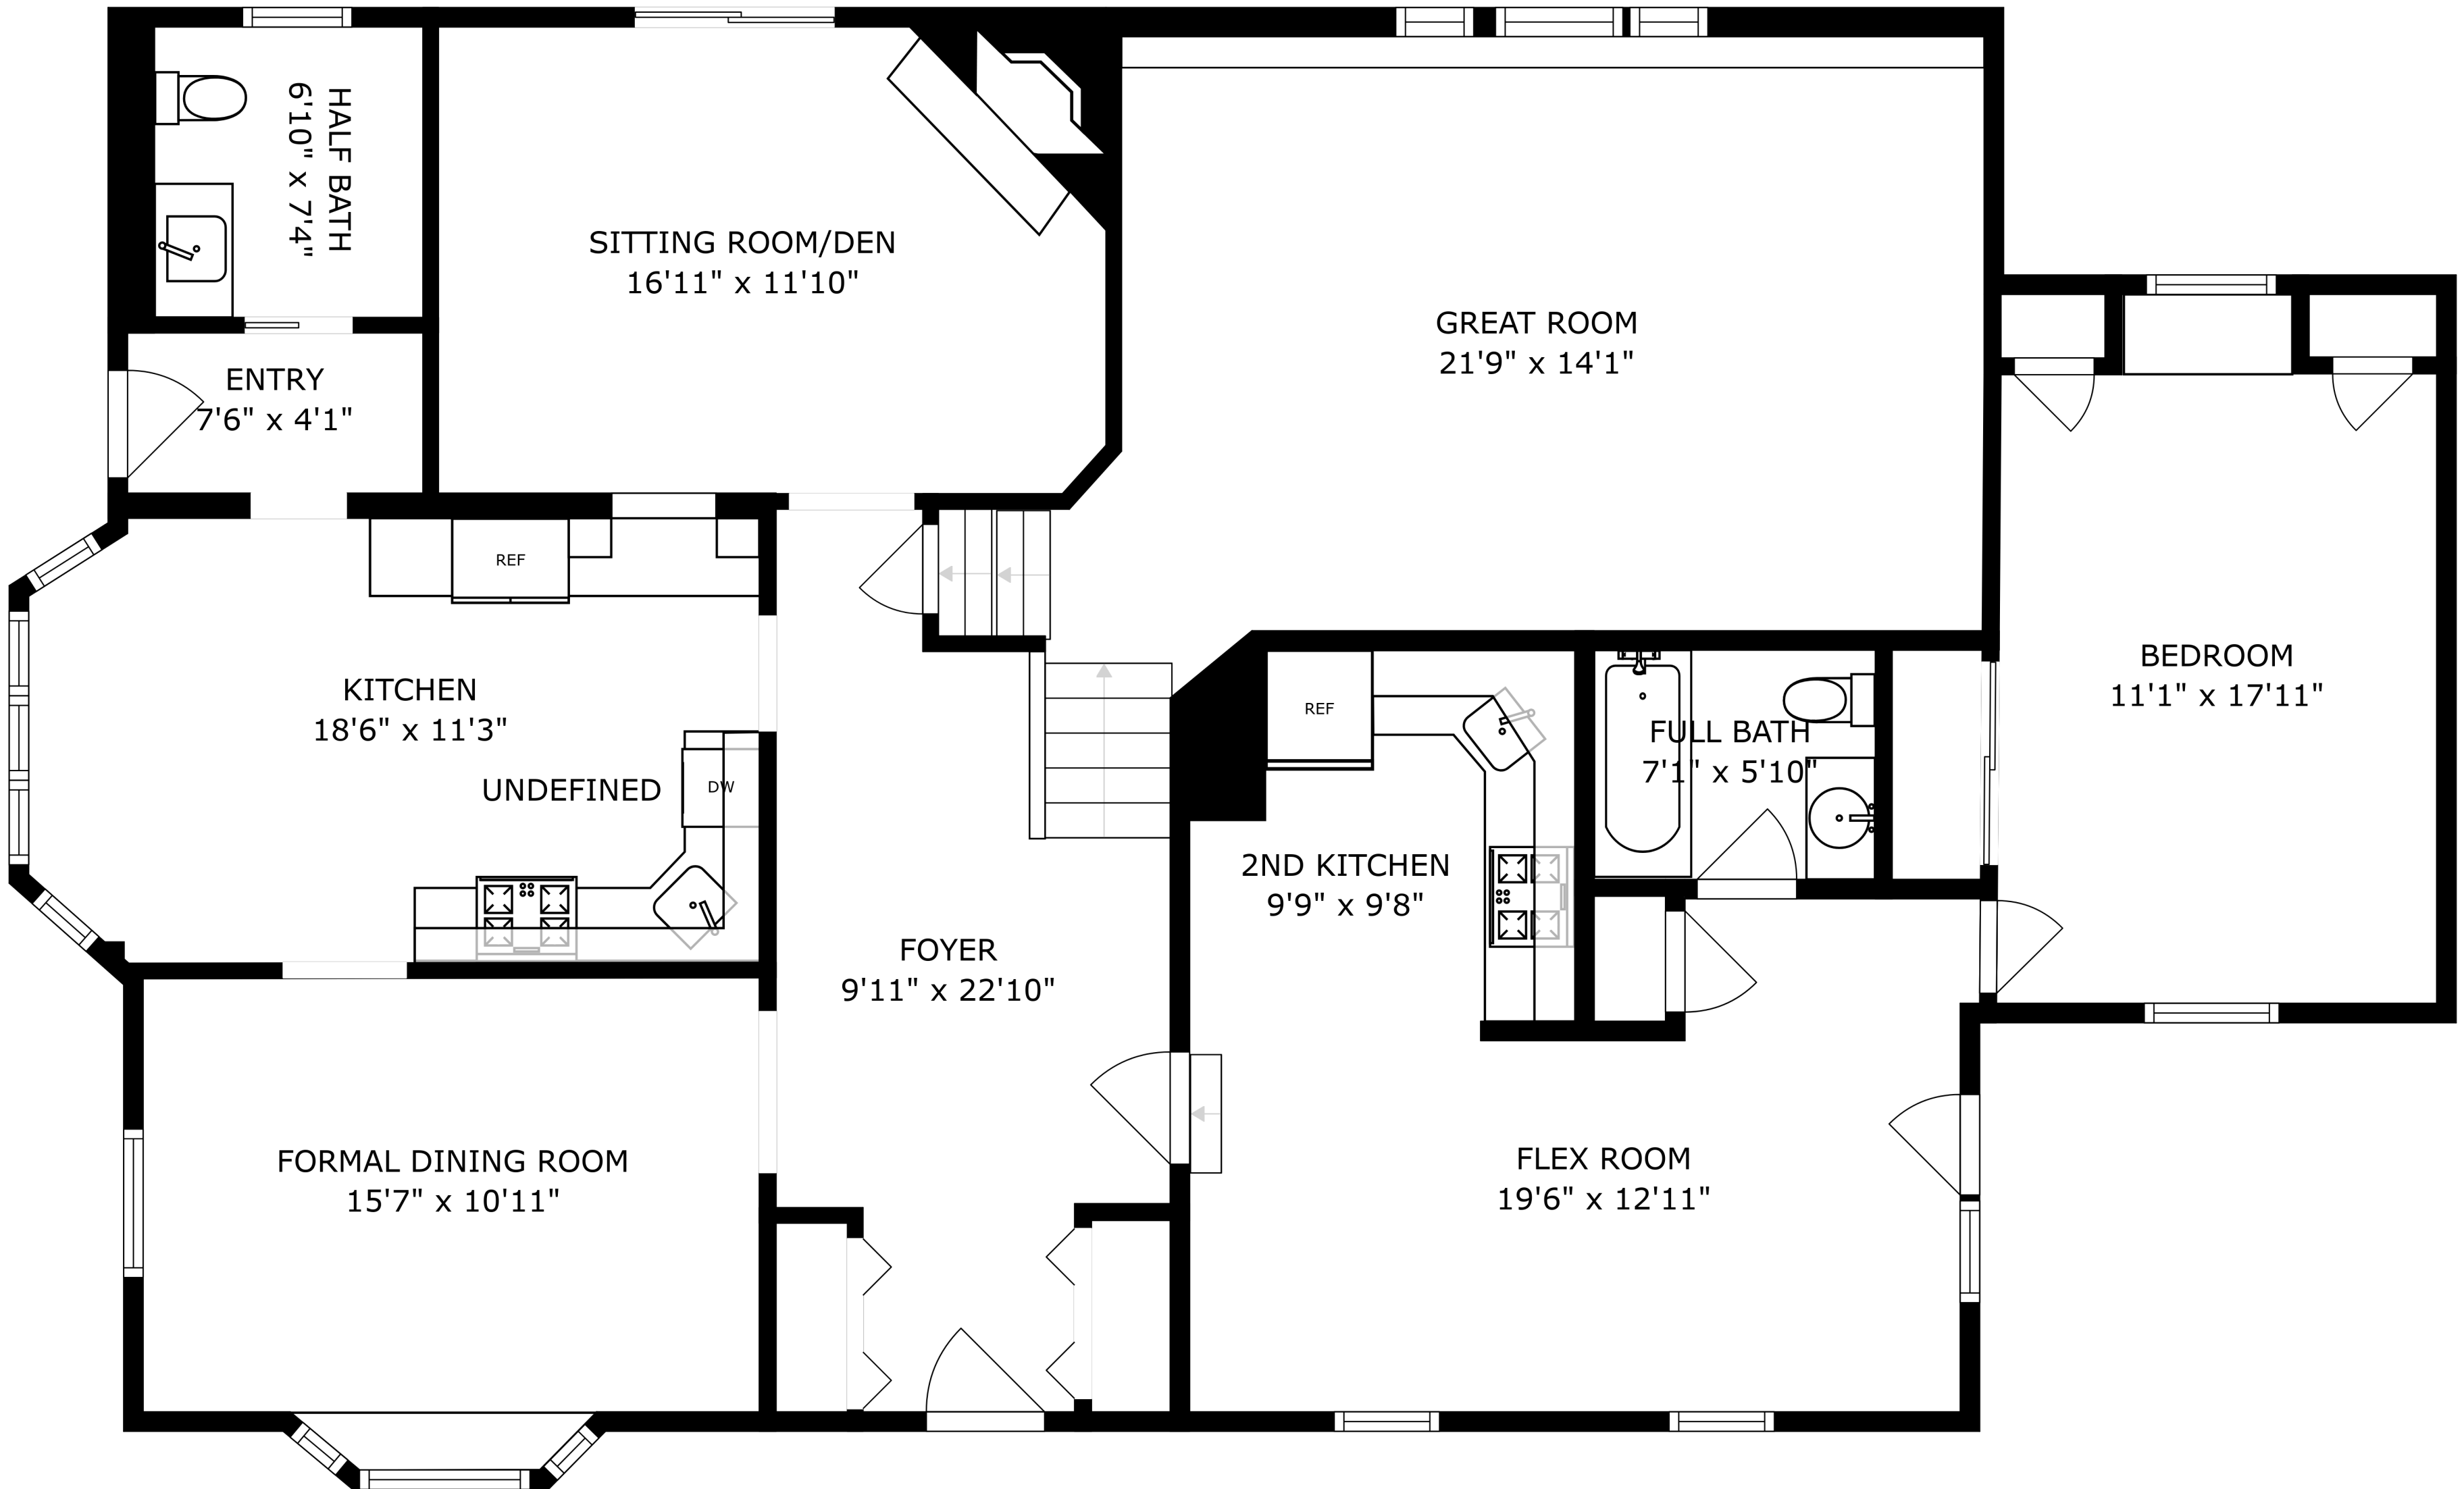 HALF BATH
6'10" x 7'4"
SITTING ROOM/DEN
16'11" x 11'10"
GREAT ROOM
21'9" x 14'1"
ENTRY
7'6" x 4'1"
REF
KITCHEN
18'6" x 11'3"
UNDEFINED
DW
REF
FULL BATH
7'1" x 5'10"
BEDROOM
11'1" x 17'11"
2ND KITCHEN
9'9" x 9'8"
FOYER
9'11" x 22'10"
FORMAL DINING ROOM
15'7" x 10'11"
FLEX ROOM
19'6" x 12'11"